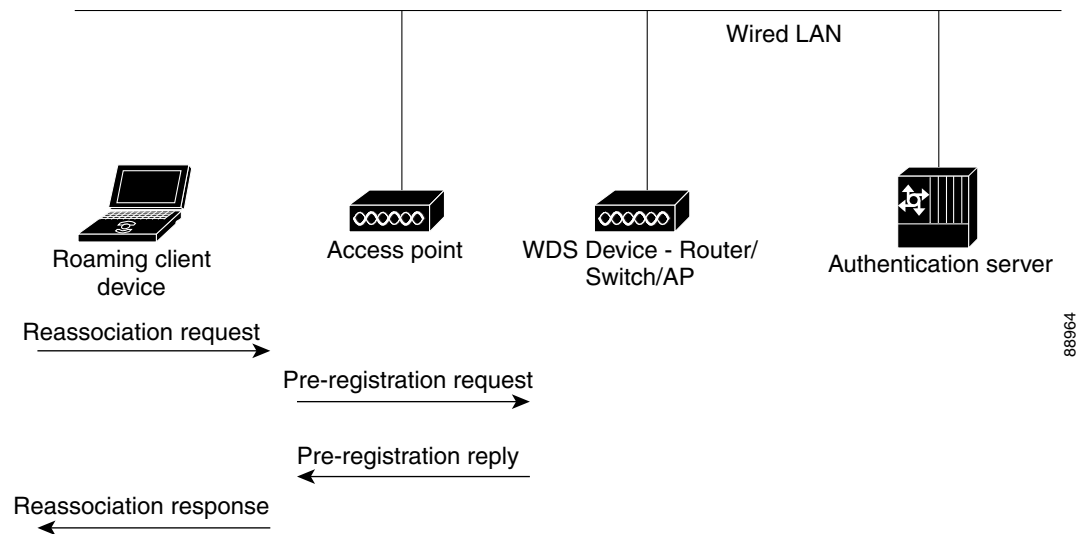 Wired LAN
Roaming client
device
Access point
WDS Device - Router/
Switch/AP
Authentication server
88964
Reassociation request
Pre-registration request
Pre-registration reply
Reassociation response